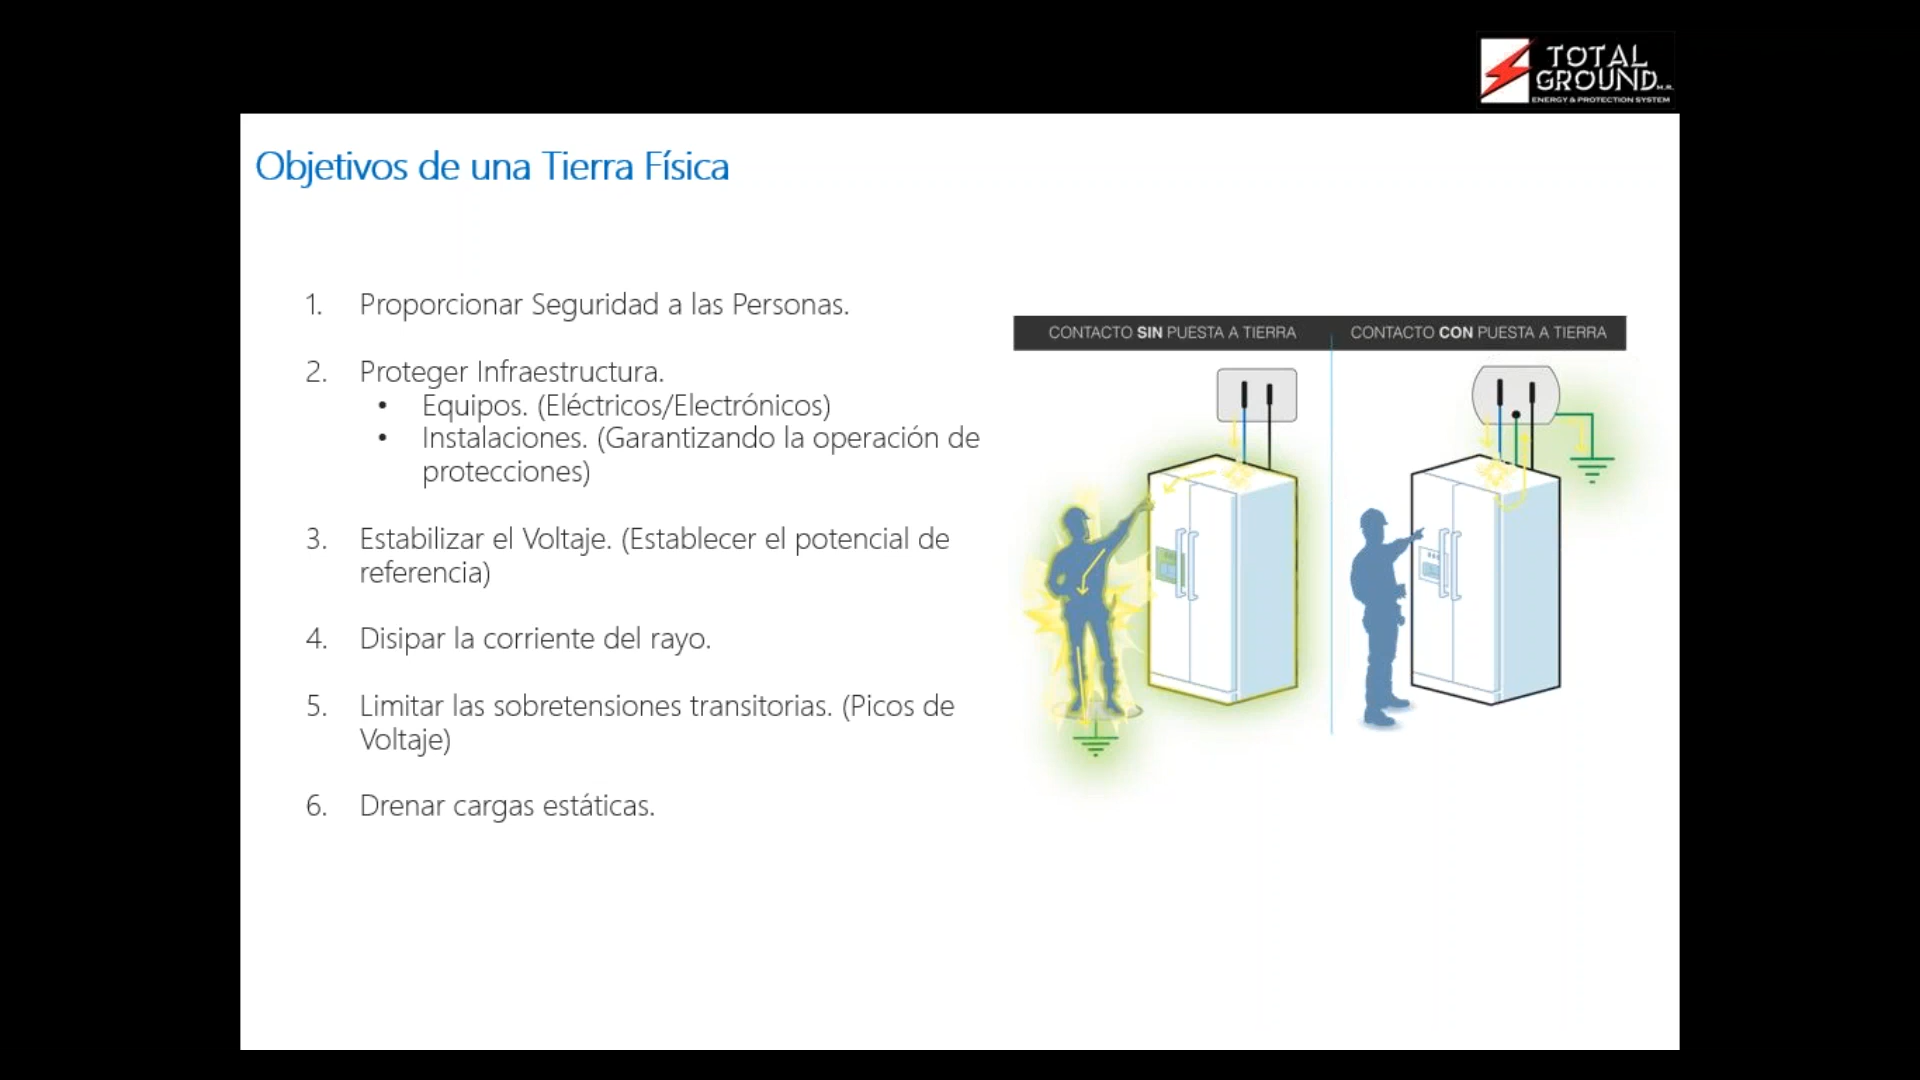 TOTAL
GROUND M.R.
ENERGY & PROTECTION SYSTEM
Objetivos de una Tierra Física
1. Proporcionar Seguridad a las Personas.
2. Proteger Infraestructura.
• Equipos. (Eléctricos/Electrónicos)
• Instalaciones. (Garantizando la operación de
protecciones)
3. Estabilizar el Voltaje. (Establecer el potencial de
referencia)
4. Disipar la corriente del rayo.
5. Limitar las sobretensiones transitorias. (Picos de
Voltaje)
6. Drenar cargas estáticas.
CONTACTO SIN PUESTA A TIERRA
CONTACTO CON PUESTA A TIERRA